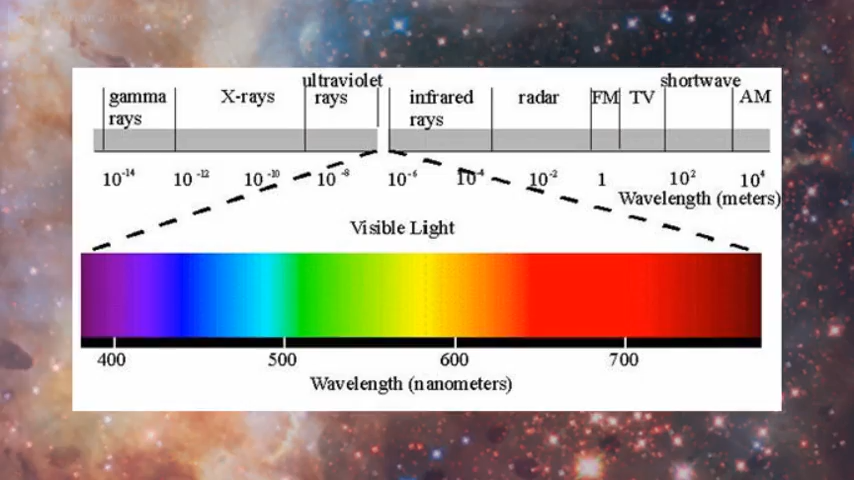 ultraviolet shortwave
gamma X-rays rays infrared radar FM TV AM
rays rays
10-14 10-12 10-10 10-8 10-6 10-4 10-2 1 102 104
Wavelength (meters)
Visible Light
400 500 600 700
Wavelength (nanometers)